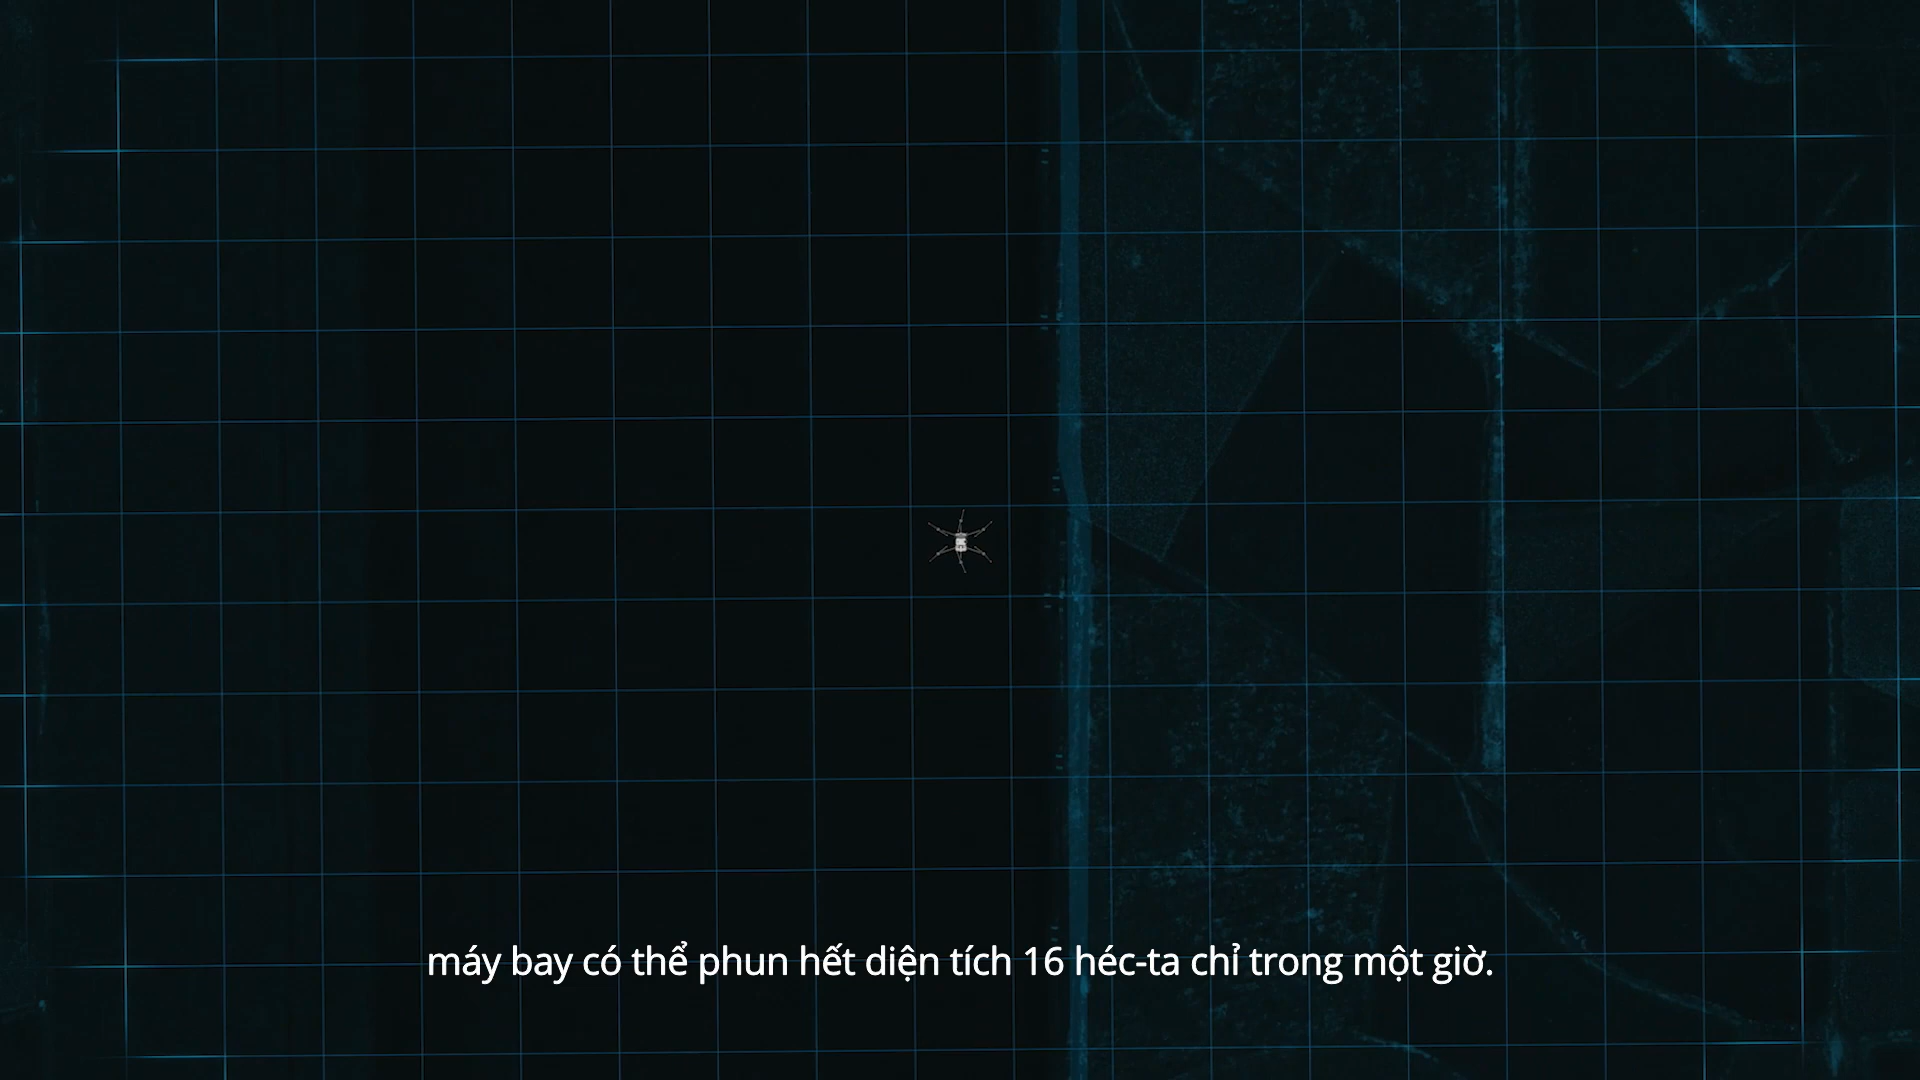 máy bay có thể phun hết diện tích 16 héc-ta chỉ trong một giờ.